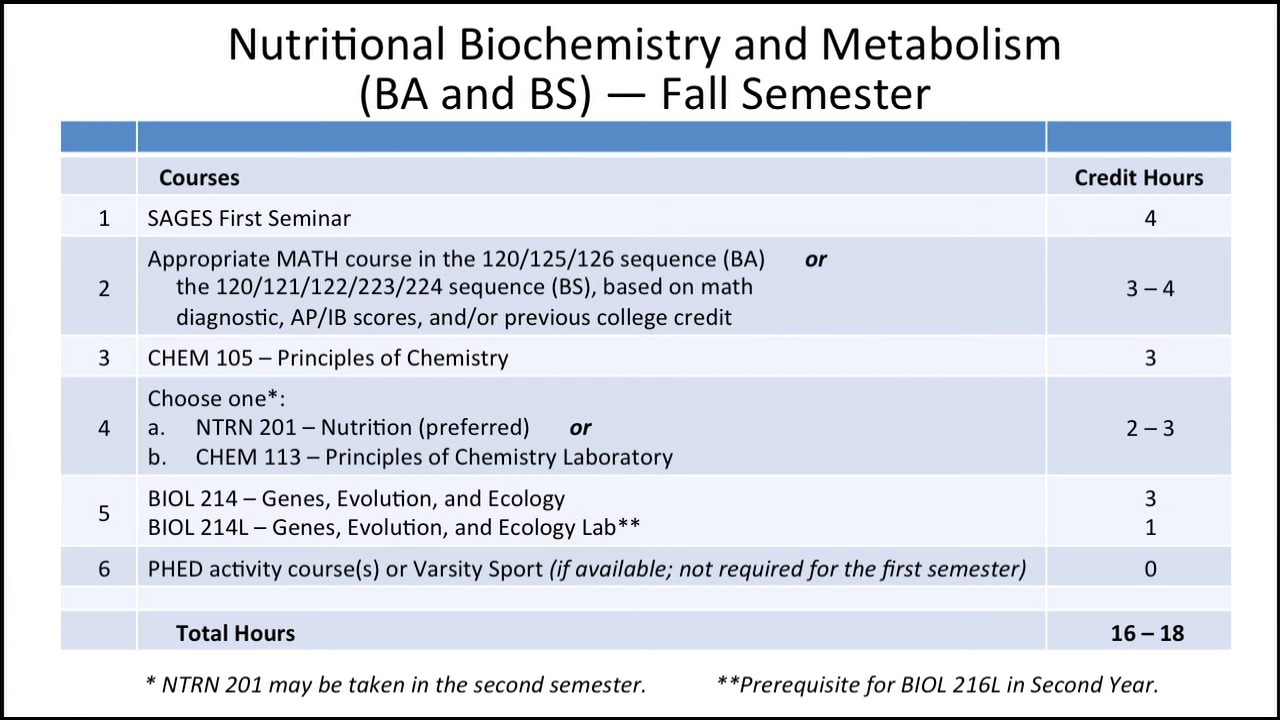 Nutritional Biochemistry and Metabolism
(BA and BS) — Fall Semester
Courses Credit Hours
1 SAGES First Seminar 4
Appropriate MATH course in the 120/125/126 sequence (BA) or
2 the 120/121/122/223/224 sequence (BS), based on math 3 – 4
diagnostic, AP/IB scores, and/or previous college credit
3 CHEM 105 – Principles of Chemistry 3
Choose one*:
4 a. NTRN 201 – Nutrition (preferred) or 2 – 3
b. CHEM 113 – Principles of Chemistry Laboratory
5 BIOL 214 – Genes, Evolution, and Ecology 3
BIOL 214L – Genes, Evolution, and Ecology Lab** 1
6 PHED activity course(s) or Varsity Sport (if available; not required for the first semester) 0
Total Hours 16 – 18
* NTRN 201 may be taken in the second semester. **Prerequisite for BIOL 216L in Second Year.